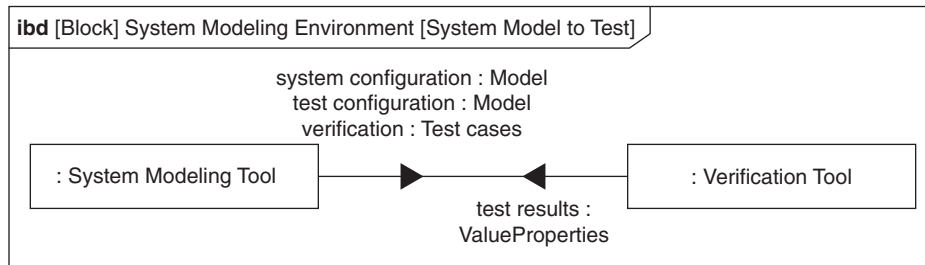 ibd [Block] System Modeling Environment [System Model to Test]
system configuration : Model
test configuration : Model
verification : Test cases
: System Modeling Tool
: Verification Tool
test results :
ValueProperties